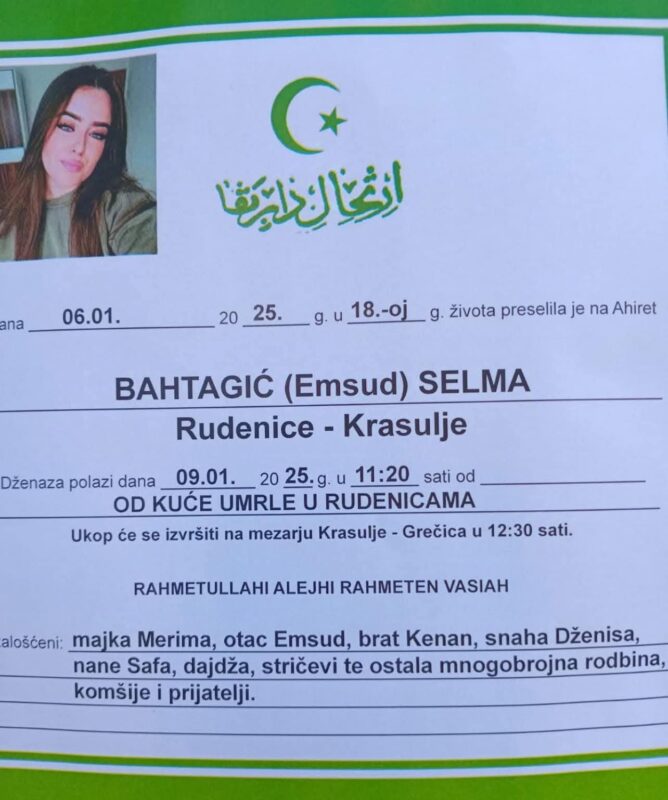 انتخال ذار بقا
ana 06.01. 20 25. g. u 18.-oj g. života preselila je na Ahiret
BAHTAGIĆ (Emsud) SELMA
Rudenice - Krasulje
Dženaza polazi dana 09.01. 20 25. g. u 11:20 sati od
OD KUĆE UMRLE U RUDENICAMA
Ukop će se izvršiti na mezarju Krasulje - Grečica u 12:30 sati.
RAHMETULLAHI ALEJHI RAHMETEN VASIAH
alošćeni: majka Merima, otac Emsud, brat Kenan, snaha Dženisa,
nane Safa, dajdža, stričevi te ostala mnogobrojna rodbina,
komšije i prijatelji.